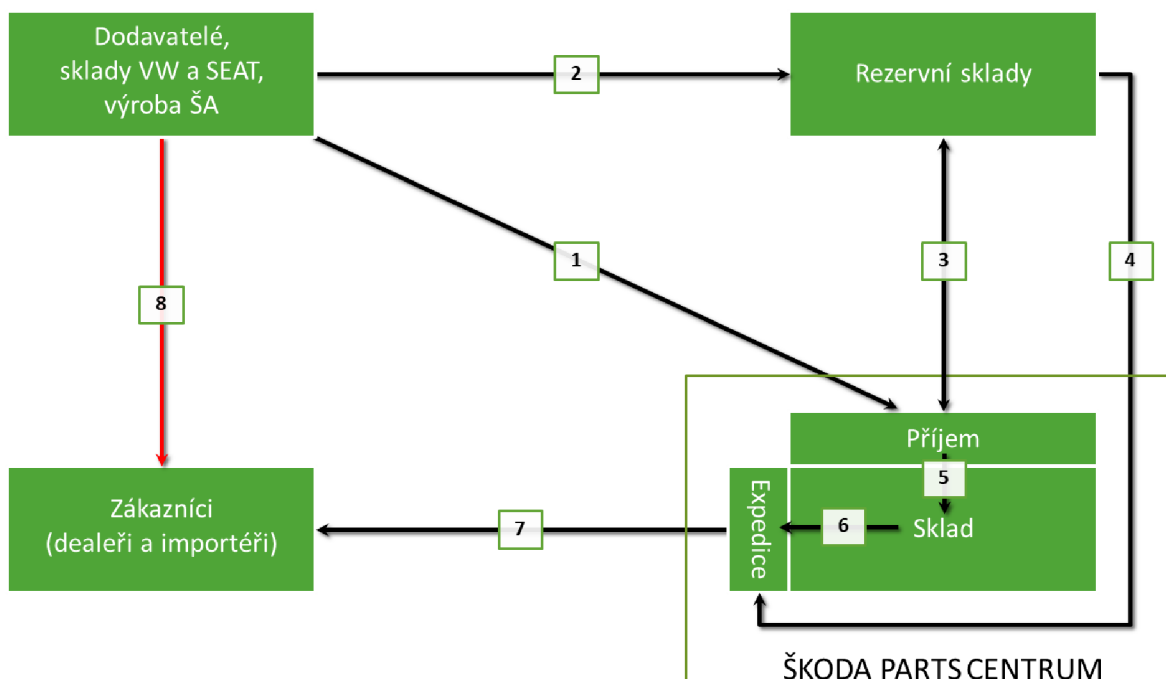 Dodavatelé,
sklady VW a SEAT,
výroba ŠA
2
Rezervní sklady
1
3
4
8
Příjem
5
Zákazníci
(dealeři a importéři)
7
Expedice
6
Sklad
ŠKODA PARTS CENTRUM